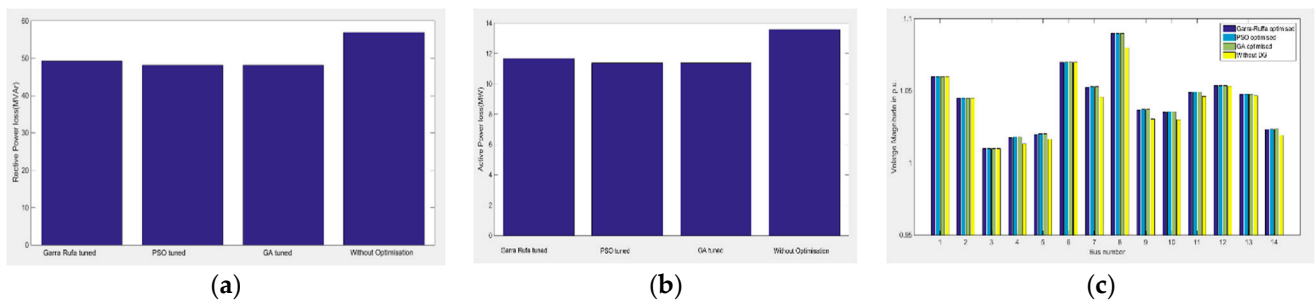 60
50
40
30
20
10
0
Rective Power loss(MVAr)
Garra Rufa tuned
PSO tuned
GA tuned
Without Optimisation
(a)
14
12
10
8
6
4
2
0
Active Power loss(MW)
Garra Rufa tuned
PSO tuned
GA tuned
Without Optimisation
(b)
1.1
1.05
1
0.95
Volatge Magnitude in p.u
Garra-Ruffa optimised
PSO optimised
GA optimised
Without DG
1 2 3 4 5 6 7 8 9 10 11 12 13 14
Bus number
(c)